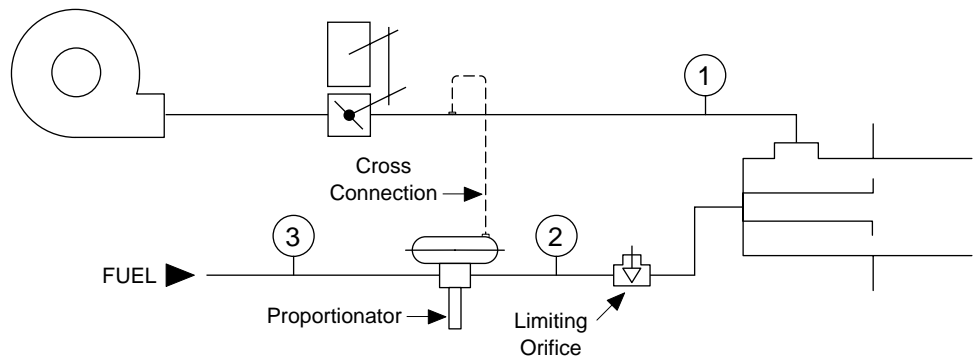 1
Cross
Connection
3
2
FUEL
Proportionator
Limiting
Orifice